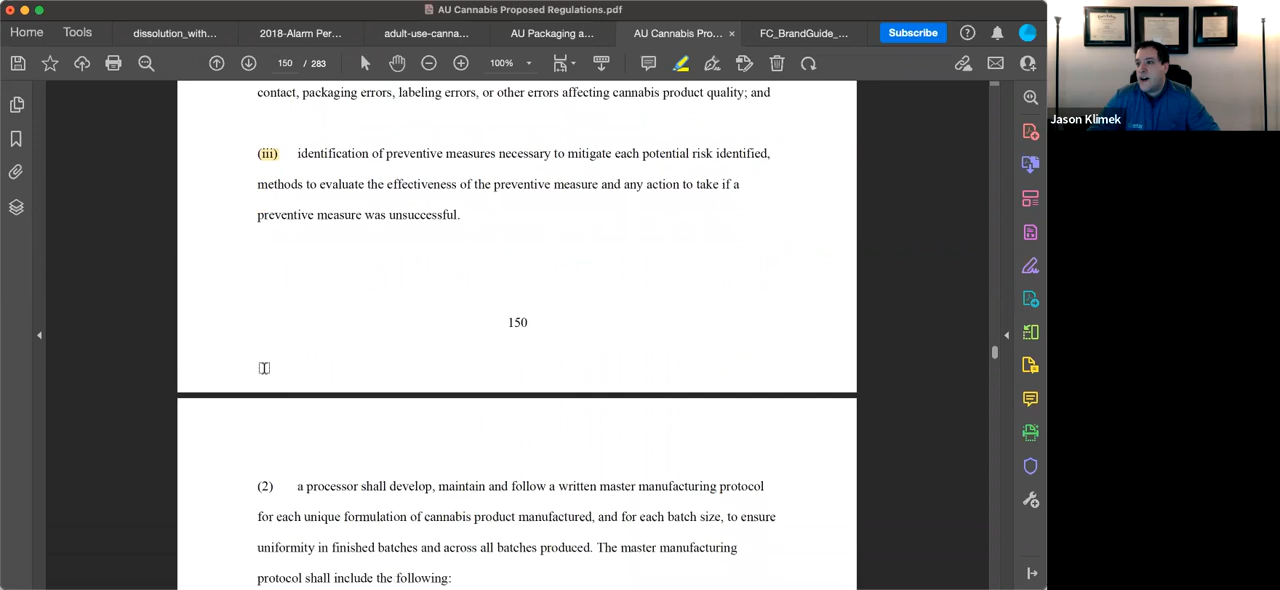 AU Cannabis Proposed Regulations.pdf
Home Tools dissolution_with... 2018-Alarm Per... adult-use-canna... AU Packaging a... AU Cannabis Pro... × FC_BrandGuide_... Subscribe
150 / 283 100%
Jason Klimek
contact, packaging errors, labeling errors, or other errors affecting cannabis product quality; and
(iii) identification of preventive measures necessary to mitigate each potential risk identified,
methods to evaluate the effectiveness of the preventive measure and any action to take if a
preventive measure was unsuccessful.
150
(2) a processor shall develop, maintain and follow a written master manufacturing protocol
for each unique formulation of cannabis product manufactured, and for each batch size, to ensure
uniformity in finished batches and across all batches produced. The master manufacturing
protocol shall include the following: